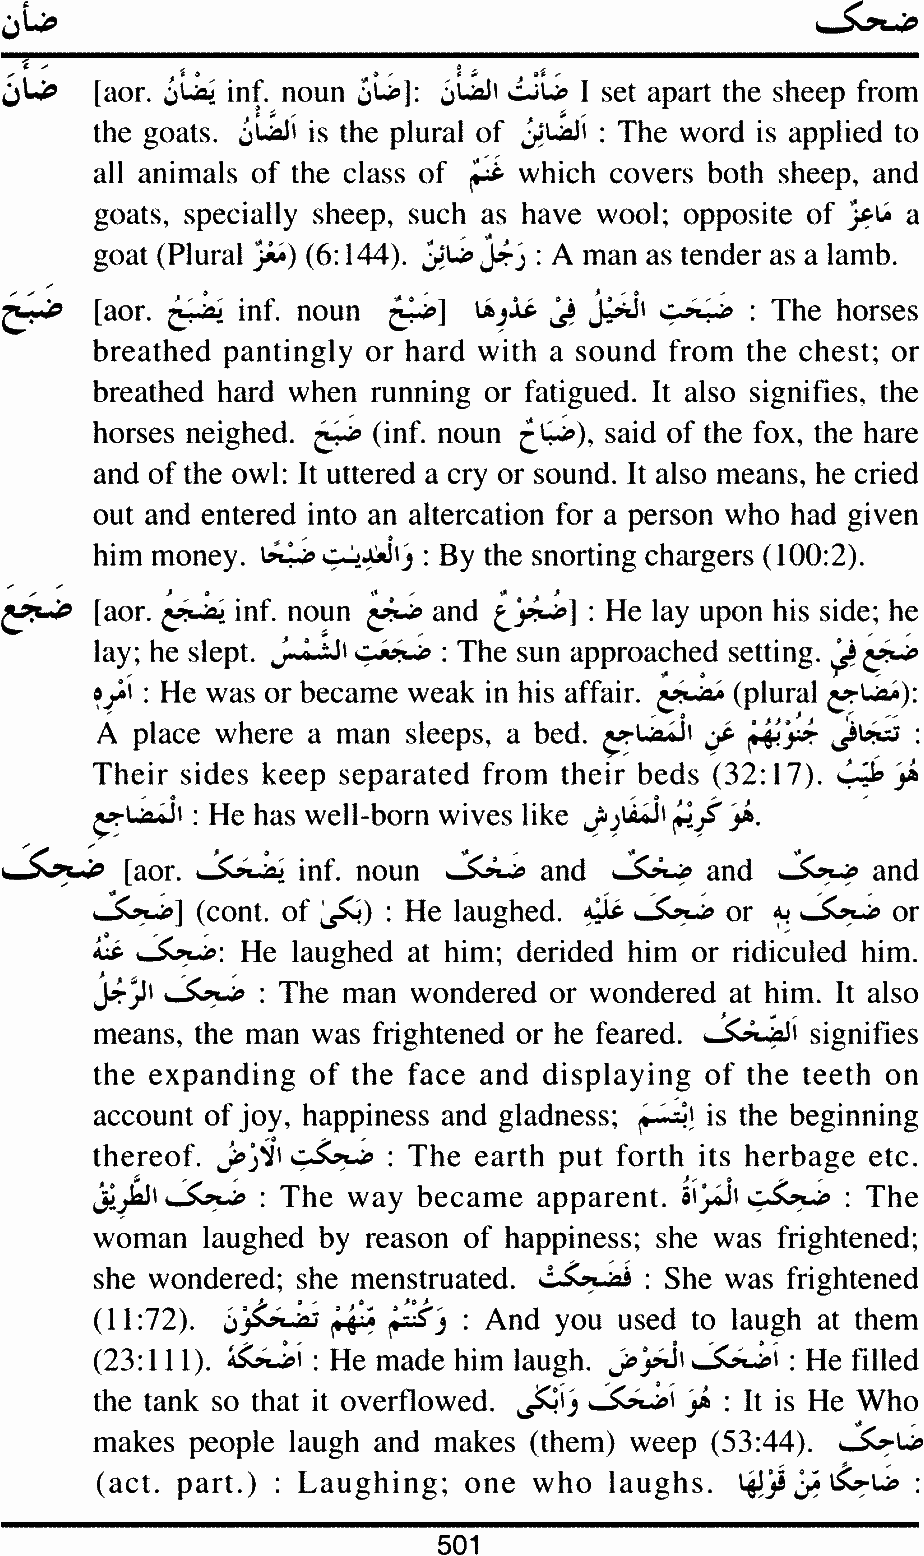 ضأن ضحک
ضَأَنَ [aor. يَضْأَنُ inf. noun ضَأْنٌ]: ضَأَنْتُ الضَّأْنَ I set apart the sheep from
the goats. اَلضَّأْنُ is the plural of اَلضَّائِنُ : The word is applied to
all animals of the class of غَنَمٌ which covers both sheep, and
goats, specially sheep, such as have wool; opposite of مَاعِزٌ a
goat (Plural مَعْزٌ) (6:144). رَجُلٌ ضَائِنٌ : A man as tender as a lamb.
ضَبَحَ [aor. يَضْبَحُ inf. noun ضَبْحٌ] ضَبَحَتِ الْخَيْلُ فِىْ عَدْوِهَا : The horses
breathed pantingly or hard with a sound from the chest; or
breathed hard when running or fatigued. It also signifies, the
horses neighed. ضَبَحَ (inf. noun ضُبَاحٌ), said of the fox, the hare
and of the owl: It uttered a cry or sound. It also means, he cried
out and entered into an altercation for a person who had given
him money. وَالْعٰدِيٰتِ ضَبْحًا : By the snorting chargers (100:2).
ضَجَعَ [aor. يَضْجَعُ inf. noun ضَجْعٌ and ضُجُوْعٌ] : He lay upon his side; he
lay; he slept. ضَجَعَتِ الشَّمْسُ : The sun approached setting. ضَجَعَ فِىْ
اَمْرِهٖ : He was or became weak in his affair. مَضْجَعٌ (plural مَضَاجِعُ):
A place where a man sleeps, a bed. تَتَجَافٰى جُنُوْبُهُمْ عَنِ الْمَضَاجِعِ :
Their sides keep separated from their beds (32:17). هُوَ طَيِّبُ
الْمَضَاجِعِ : He has well-born wives like هُوَ كَرِيْمُ الْمَفَارِشِ.
ضَحِكَ [aor. يَضْحَكُ inf. noun ضَحْكٌ and ضِحْكٌ and ضِحِكٌ and
ضَحِكٌ] (cont. of بَكٰى) : He laughed. ضَحِكَ عَلَيْهِ or ضَحِكَ بِهٖ or
ضَحِكَ عَنْهُ: He laughed at him; derided him or ridiculed him.
ضَحِكَ الرَّجُلُ : The man wondered or wondered at him. It also
means, the man was frightened or he feared. اَلضِّحْكُ signifies
the expanding of the face and displaying of the teeth on
account of joy, happiness and gladness; اِبْتَسَمَ is the beginning
thereof. ضَحِكَتِ الْاَرْضُ : The earth put forth its herbage etc.
ضَحِكَ الطَّرِيْقُ : The way became apparent. ضَحِكَتِ الْمَرْاَةُ : The
woman laughed by reason of happiness; she was frightened;
she wondered; she menstruated. فَضَحِكَتْ : She was frightened
(11:72). وَكُنْتُمْ مِّنْهُمْ تَضْحَكُوْنَ : And you used to laugh at them
(23:111). اَضْحَكَهٗ : He made him laugh. اَضْحَكَ الْحَوْضَ : He filled
the tank so that it overflowed. هُوَ اَضْحَكَ وَاَبْكٰى : It is He Who
makes people laugh and makes (them) weep (53:44). ضَاحِكٌ
(act. part.) : Laughing; one who laughs. ضَاحِكًا مِّنْ قَوْلِهَا :
501